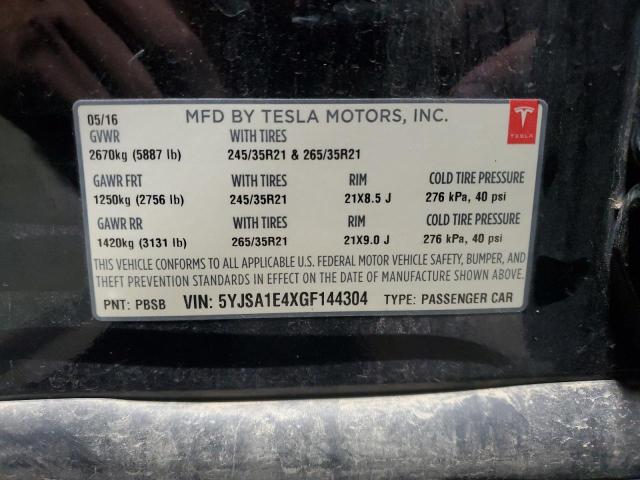 05/16 MFD BY TESLA MOTORS, INC. TESLA
GVWR WITH TIRES
2670kg (5887 lb) 245/35R21 & 265/35R21
GAWR FRT WITH TIRES RIM COLD TIRE PRESSURE
1250kg (2756 lb) 245/35R21 21X8.5 J 276 kPa, 40 psi
GAWR RR WITH TIRES RIM COLD TIRE PRESSURE
1420kg (3131 lb) 265/35R21 21X9.0 J 276 kPa, 40 psi
THIS VEHICLE CONFORMS TO ALL APPLICABLE U.S. FEDERAL MOTOR VEHICLE SAFETY, BUMPER, AND
THEFT PREVENTION STANDARDS IN EFFECT ON THE DATE OF MANUFACTURE SHOWN ABOVE.
PNT: PBSB VIN: 5YJSA1E4XGF144304 TYPE: PASSENGER CAR